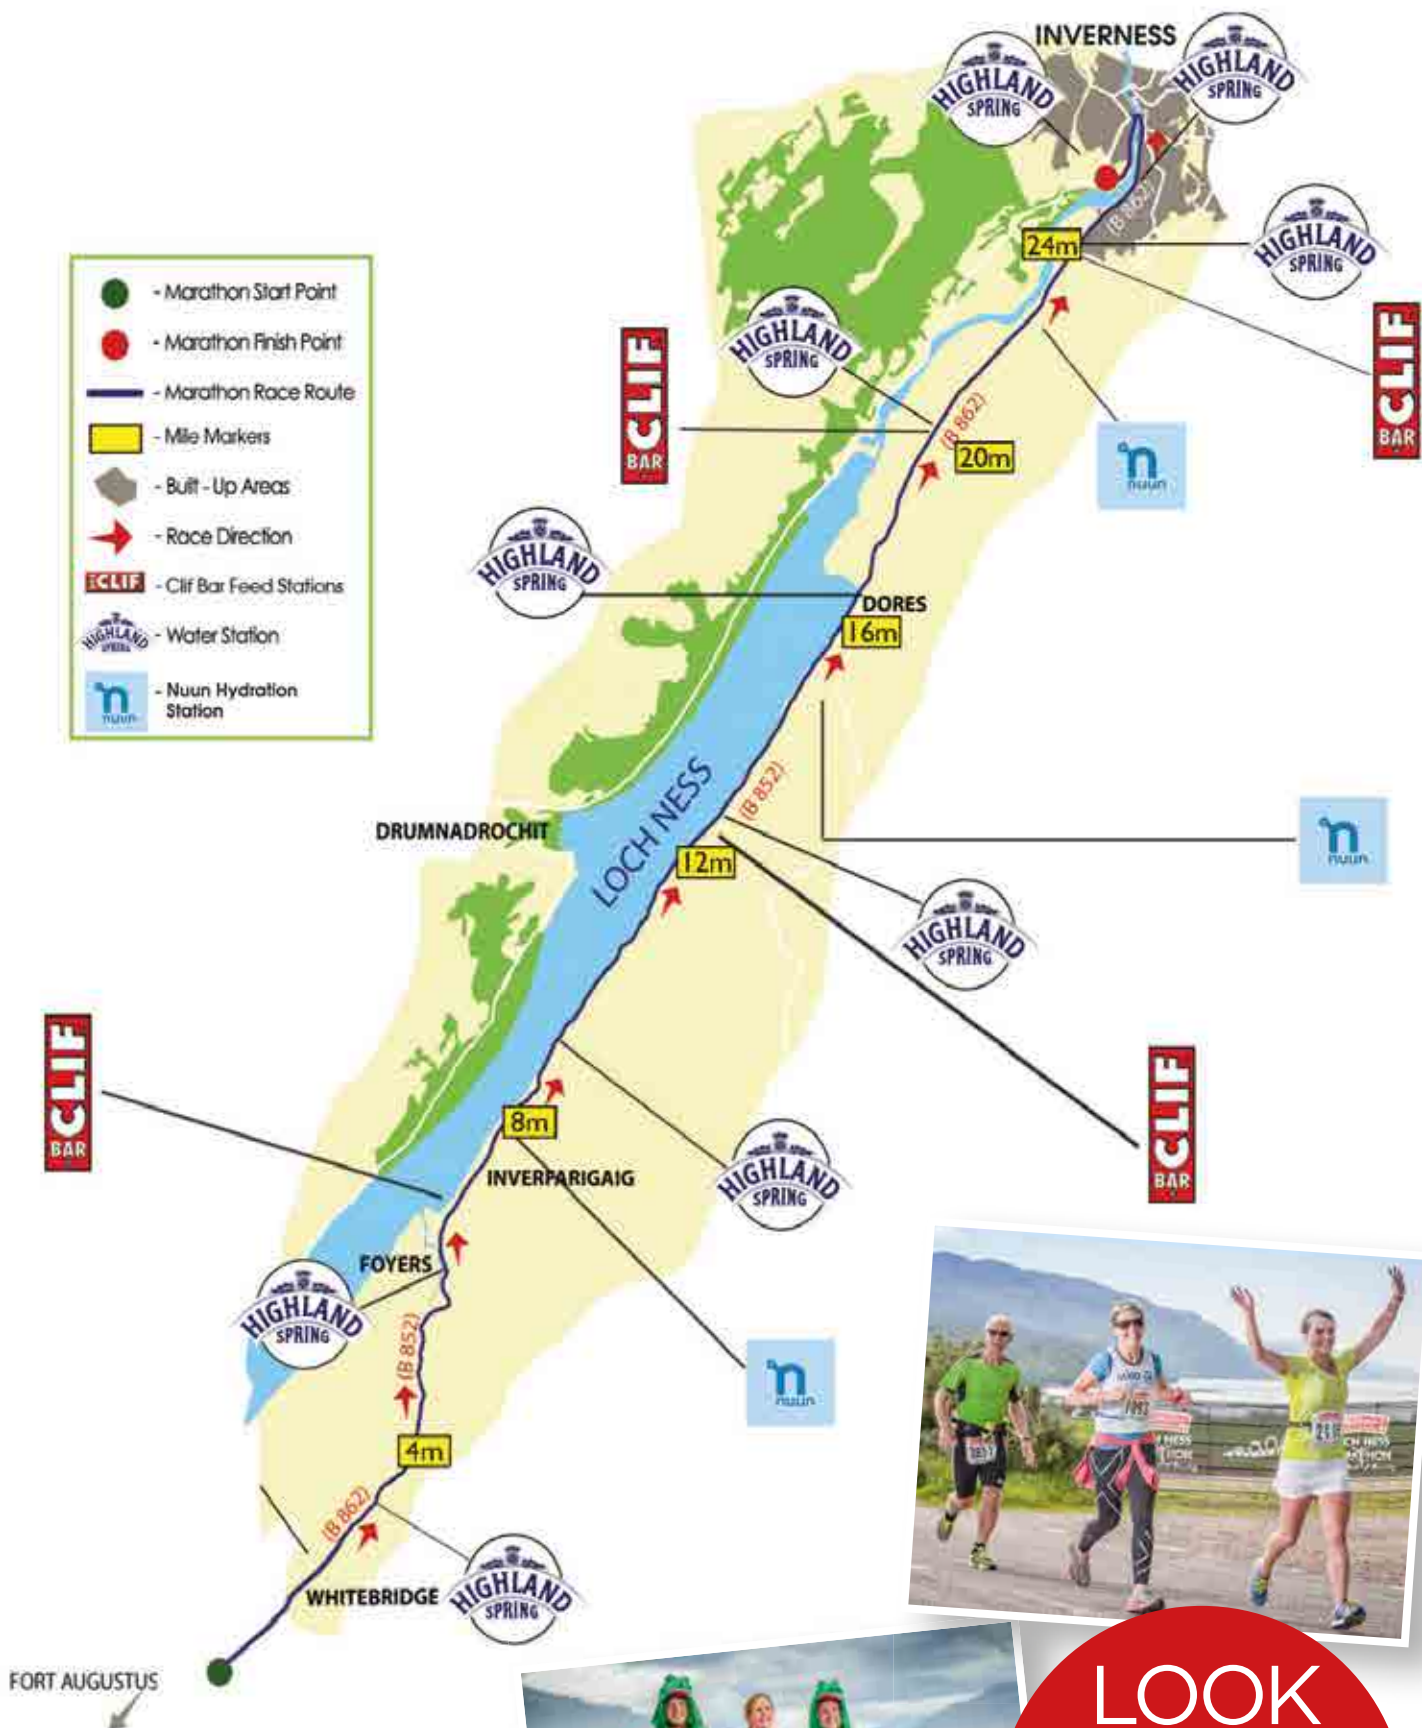 INVERNESS
HIGHLAND
SPRING
HIGHLAND
SPRING
(B 862)
24m
HIGHLAND
SPRING
- Marathon Start Point
- Marathon Finish Point
- Marathon Race Route
- Mile Markers
- Built - Up Areas
- Race Direction
CLIF - Clif Bar Feed Stations
HIGHLAND
SPRING
- Water Station
n
nuun
- Nuun Hydration
Station
HIGHLAND
SPRING
CLIF
BAR
CLIF
BAR
(B 862)
20m
n
nuun
HIGHLAND
SPRING
DORES
16m
LOCH NESS
(B 852)
DRUMNADROCHIT
12m
n
nuun
HIGHLAND
SPRING
CLIF
BAR
CLIF
BAR
8m
INVERFARIGAIG
HIGHLAND
SPRING
FOYERS
HIGHLAND
SPRING
(B 852)
n
nuun
4m
(B 862)
WHITEBRIDGE
HIGHLAND
SPRING
FORT AUGUSTUS
LOOK